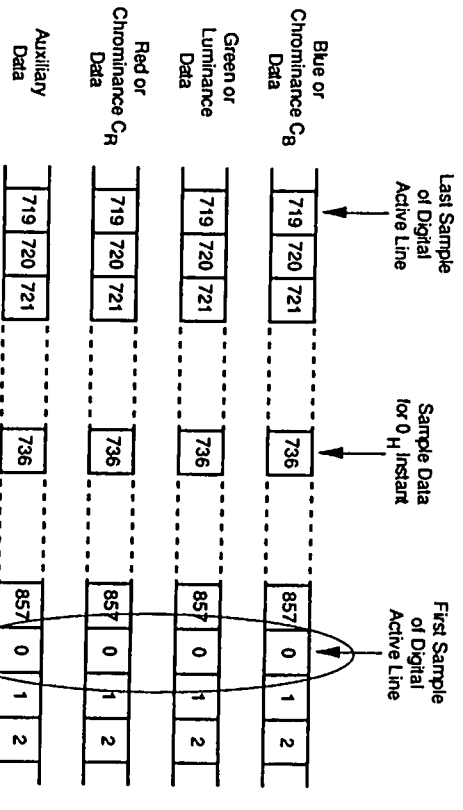 Last Sample
of Digital
Active Line
Sample Data
for 0H Instant
First Sample
of Digital
Active Line
Blue or
Chrominance CB
Data
719 720 721 736 857 0 1 2
Green or
Luminance
Data
719 720 721 736 857 0 1 2
Red or
Chrominance CR
Data
719 720 721 736 857 0 1 2
Auxiliary
Data
719 720 721 736 857 0 1 2